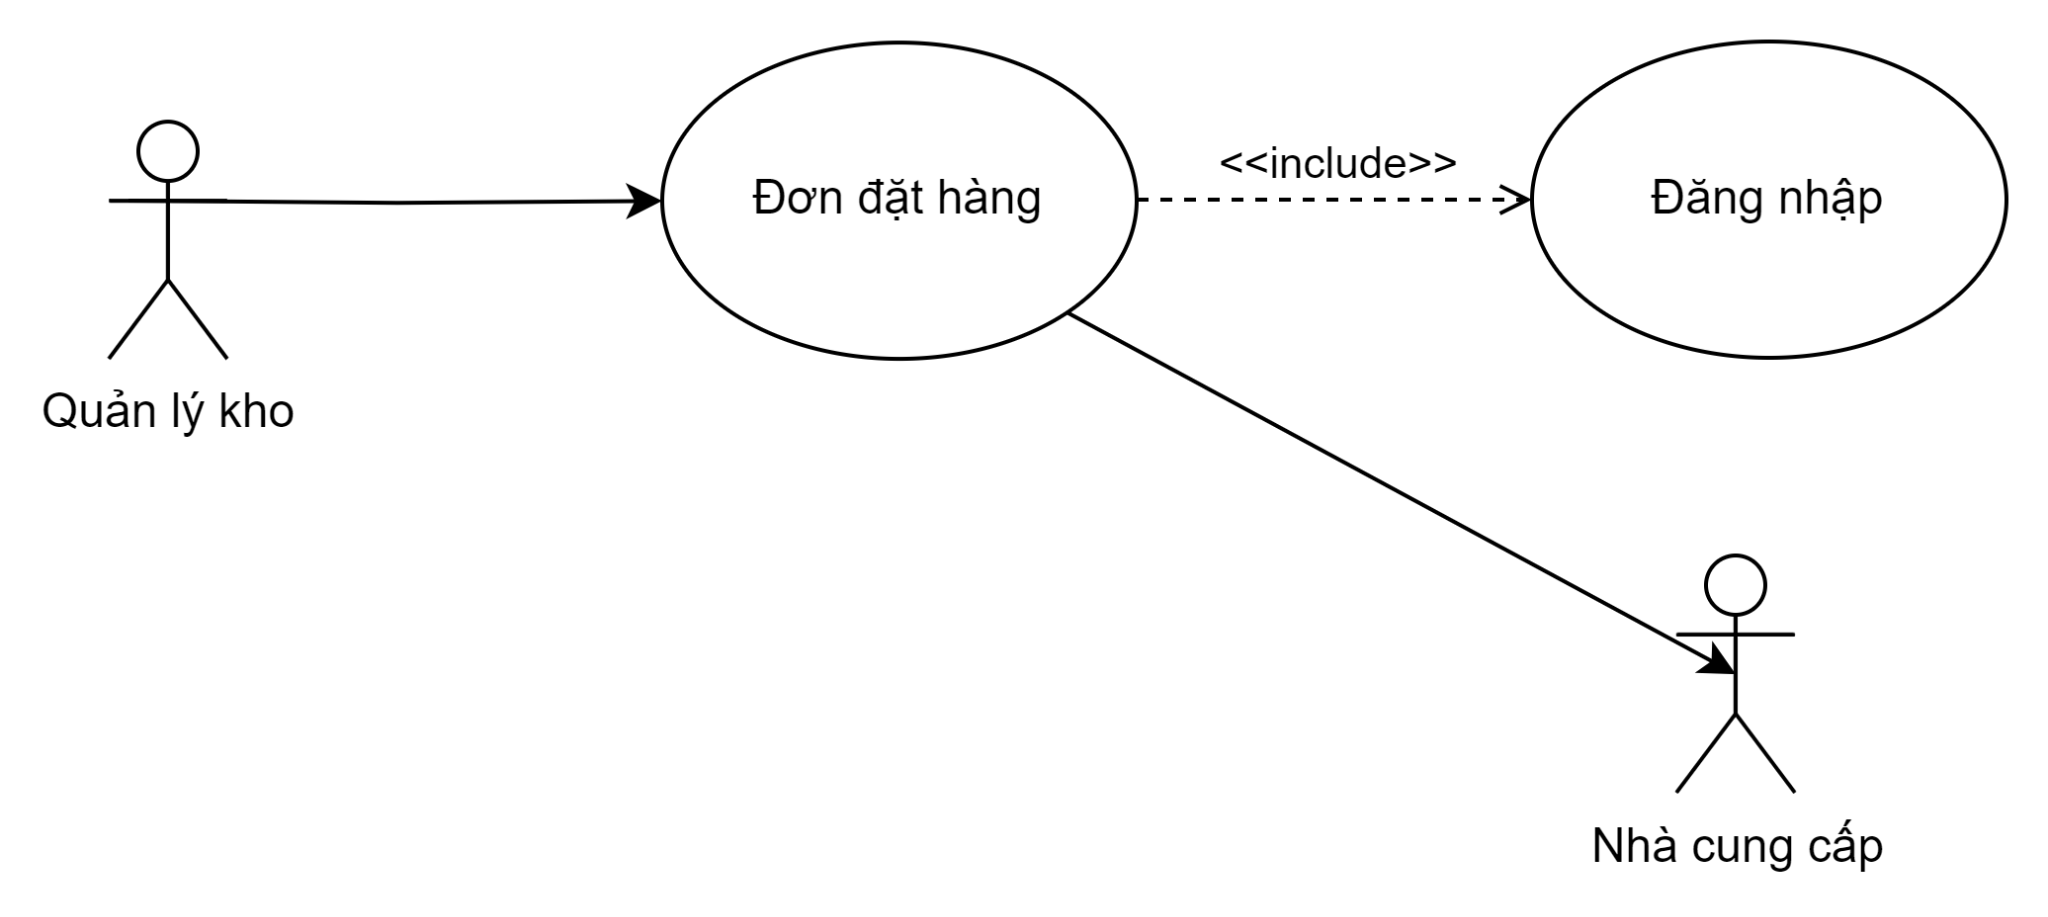 <<include>>
Đơn đặt hàng
Đăng nhập
Quản lý kho
Nhà cung cấp